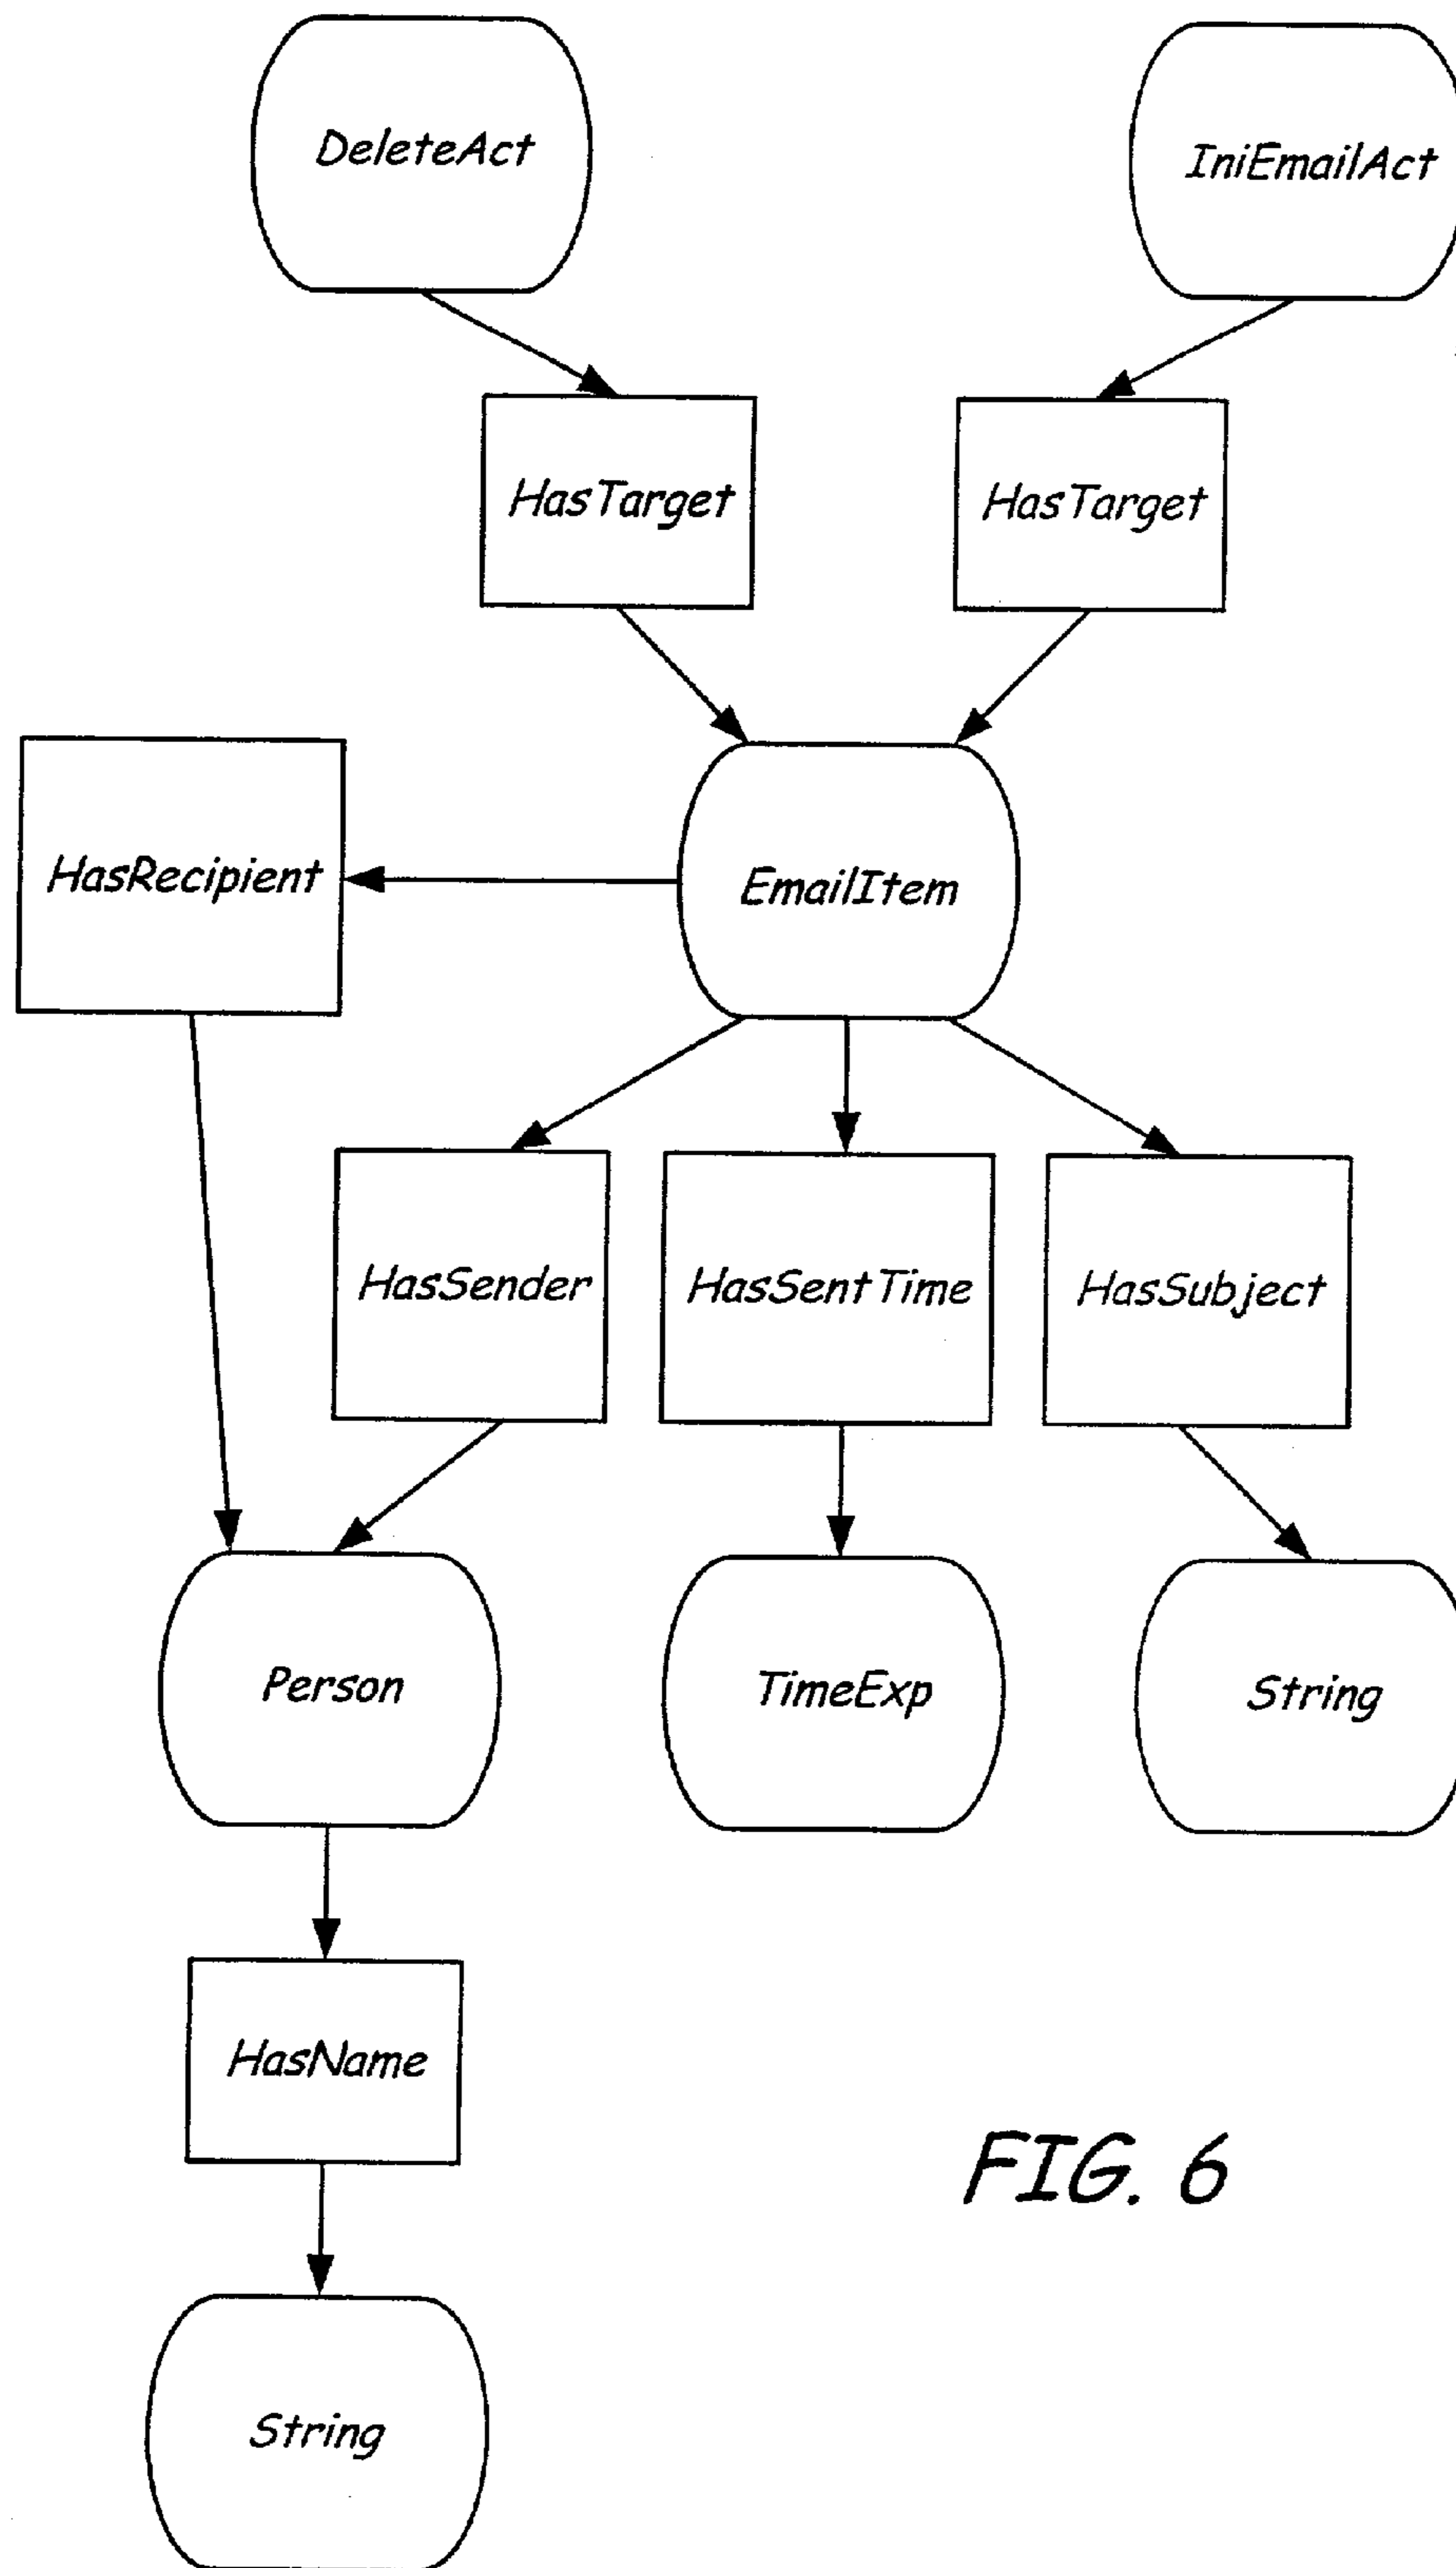 DeleteAct
IniEmailAct
HasTarget
HasTarget
HasRecipient
EmailItem
HasSender
HasSentTime
HasSubject
Person
TimeExp
String
HasName
FIG. 6
String